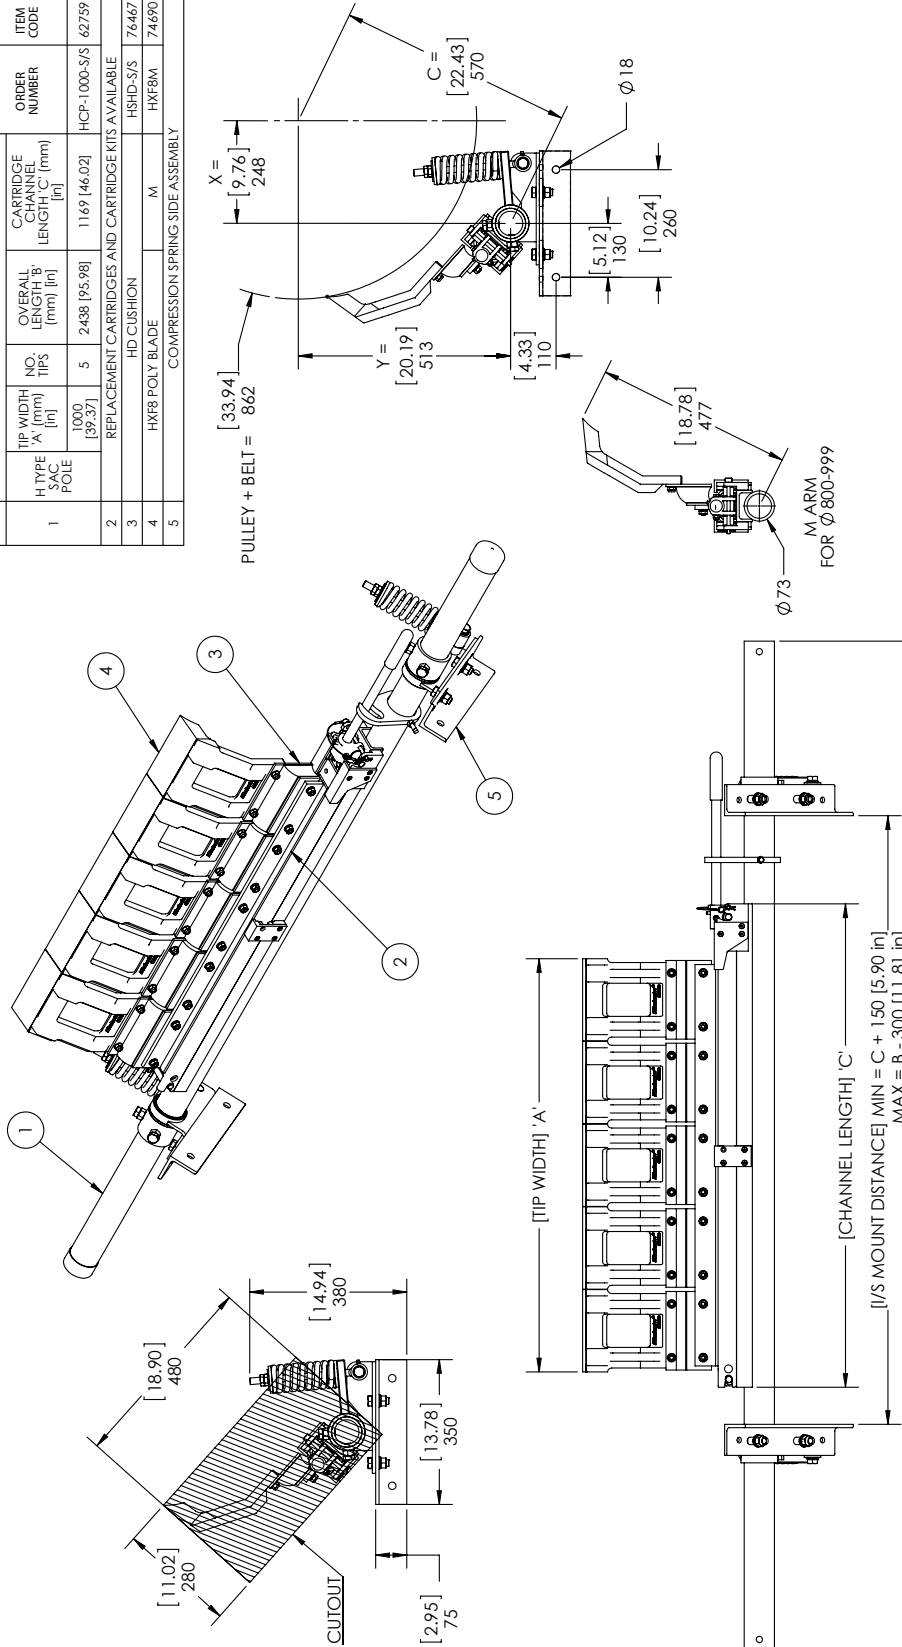 H TYPE SAC POLE
TIP WIDTH 'A' (mm) [in]
NO. TIPS
OVERALL LENGTH 'B' (mm) [in]
CARTRIDGE CHANNEL LENGTH 'C' (mm) [in]
ORDER NUMBER
ITEM CODE
1
1000 [39.37]
5
2438 [95.98]
1169 [46.02]
HCP-1000-S/S
62759
2
REPLACEMENT CARTRIDGES AND CARTRIDGE KITS AVAILABLE
3
HD CUSHION
HSHD-S/S
76467
4
HXF8 POLY BLADE
M
HXF8M
74690
5
COMPRESSION SPRING SIDE ASSEMBLY
PULLEY + BELT =
[33.94]
862
X =
[9.76]
248
C =
[22.43]
570
Y =
[20.19]
513
[4.33]
110
[5.12]
130
[10.24]
260
Ø18
[18.78]
477
Ø73
M ARM
FOR Ø800-999
1
2
3
4
5
[18.90]
480
[11.02]
280
[14.94]
380
[13.78]
350
[2.95]
75
CUTOUT
[TIP WIDTH] 'A'
[CHANNEL LENGTH] 'C'
[I/S MOUNT DISTANCE] MIN = C + 150 [5.90 in]
MAX = B - 300 [11.81 in]